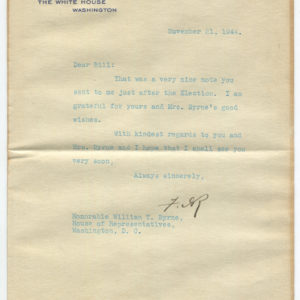 THE WHITE HOUSE
WASHINGTON
November 21, 1944.
Dear Bill:
That was a very nice note you
sent to me just after the Election. I am
grateful for yours and Mrs. Byrne's good
wishes.
With kindest regards to you and
Mrs. Byrne and I hope that I shall see you
very soon,
Always sincerely,
F.D.R
Honorable William T. Byrne,
House of Representatives,
Washington, D. C.